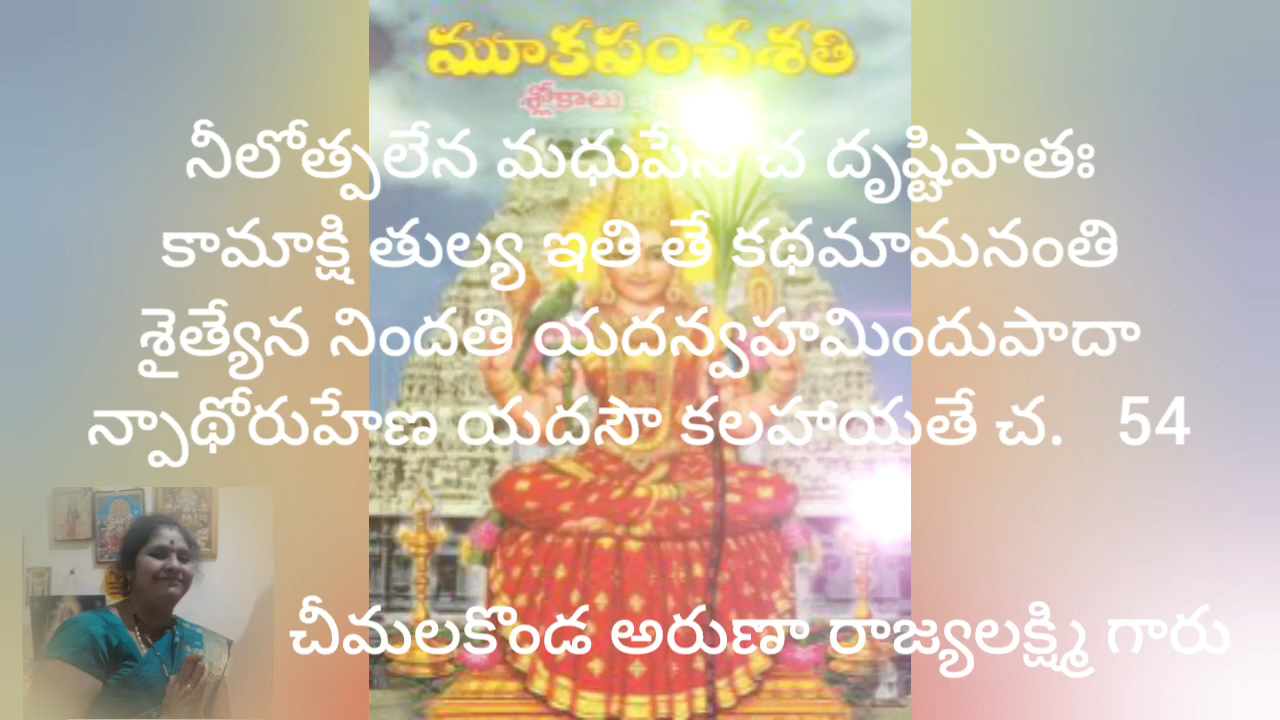 మూకపంచశతి
శ్లోకాలు
నీలోత్పలేన మధుపేన చ దృష్టిపాతః
కామాక్షి తుల్య ఇతి తే కథమామనంతి
శైత్యేన నిందతి యదన్వహమిందుపాదా
న్పాథోరుహేణ యదసౌ కలహాయతే చ. 54
చీమలకొండ అరుణా రాజ్యలక్ష్మి గారు